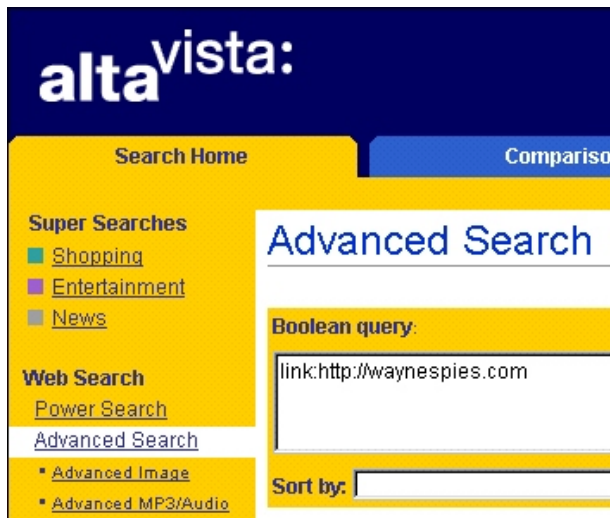 altavista:
Search Home
Super Searches
Shopping
Entertainment
News
Web Search
Power Search
Advanced Search
Advanced Image
Advanced MP3/Audio
Advanced Search
Boolean query:
link:http://waynespies.com
Sort by: